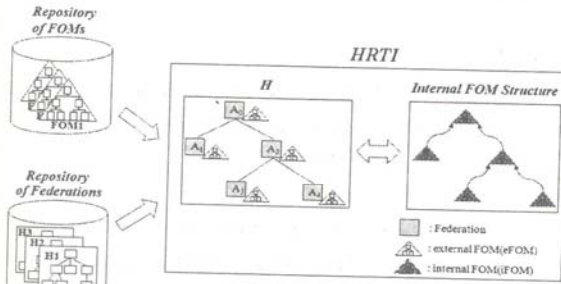 Repository
of FOMs
FOM1
Repository
of Federations
H3
H2
H1
HRTI
H
Internal FOM Structure
A₁
A₂
A₃
A₄
: Federation
: external FOM(eFOM)
: internal FOM(iFOM)